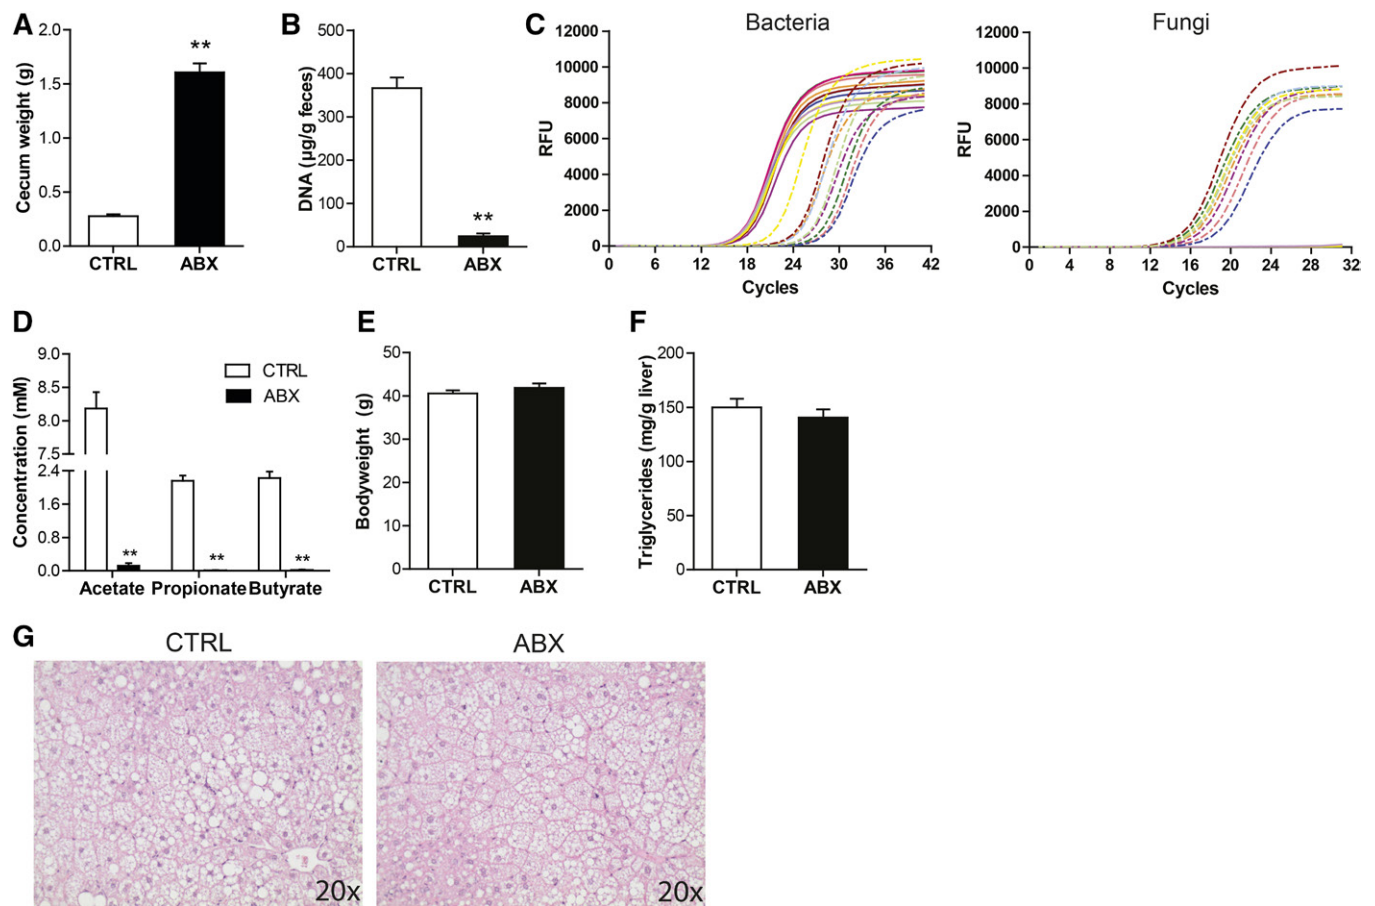 A
Cecum weight (g)
2.0
1.5
1.0
0.5
0.0
**
CTRL
ABX
B
DNA (µg/g feces)
500
400
300
200
100
0
**
CTRL
ABX
C
Bacteria
RFU
12000
10000
8000
6000
4000
2000
0
0 6 12 18 24 30 36 42
Cycles
Fungi
RFU
12000
10000
8000
6000
4000
2000
0
0 4 8 12 16 20 24 28 32
Cycles
D
Concentration (mM)
9.0
8.5
8.0
7.5
2.4
1.6
0.8
0.0
CTRL
ABX
** ** **
Acetate Propionate Butyrate
E
Bodyweight (g)
50
40
30
20
10
0
CTRL
ABX
F
Triglycerides (mg/g liver)
200
150
100
50
0
CTRL
ABX
G
CTRL
ABX
20x
20x